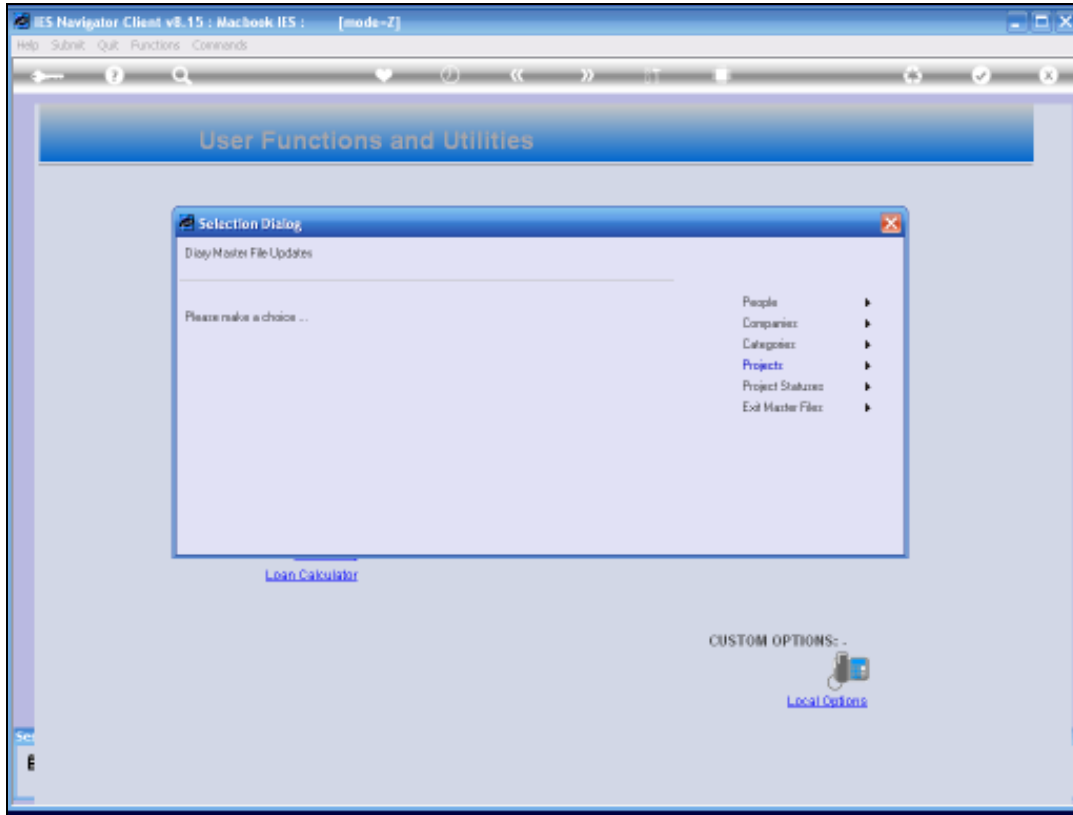 IES Navigator Client v8.15 : Macbook IES : [mode=Z]
Help Submit Quit Functions Commands
User Functions and Utilities
Selection Dialog
Diary Master File Updates
Please make a choice ...
People
Companies
Categories
Projects
Project Statuses
Exit Master Files
Loan Calculator
CUSTOM OPTIONS: -
Local Options